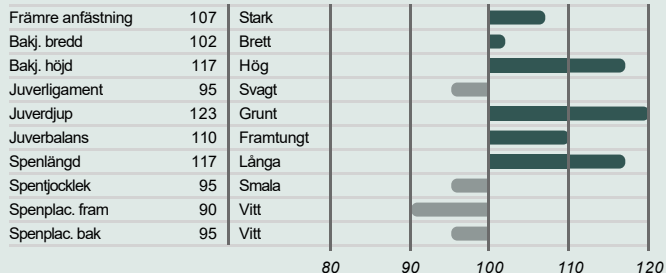 Främre anfästning 107 Stark
Bakj. bredd 102 Brett
Bakj. höjd 117 Hög
Juverligament 95 Svagt
Juverdjup 123 Grunt
Juverbalans 110 Framtungt
Spenlängd 117 Långa
Spentjocklek 95 Smala
Spenplac. fram 90 Vitt
Spenplac. bak 95 Vitt
80 90 100 110 120